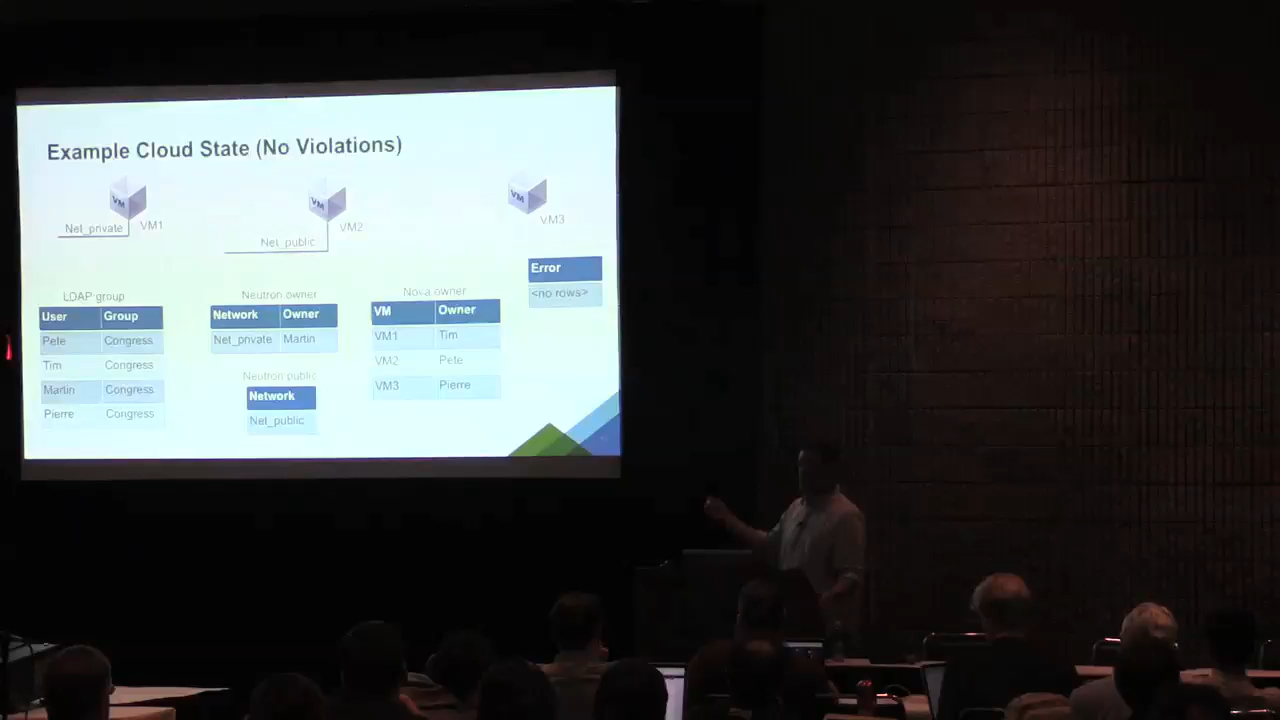 Example Cloud State (No Violations)
VM VM VM
Net_private VM1
Net_public VM2
VM3
Error
<no rows>
LDAP group
User Group
Pete Congress
Tim Congress
Martin Congress
Pierre Congress
Neutron owner
Network Owner
Net_private Martin
Neutron public
Network
Net_public
Nova owner
VM Owner
VM1 Tim
VM2 Pete
VM3 Pierre